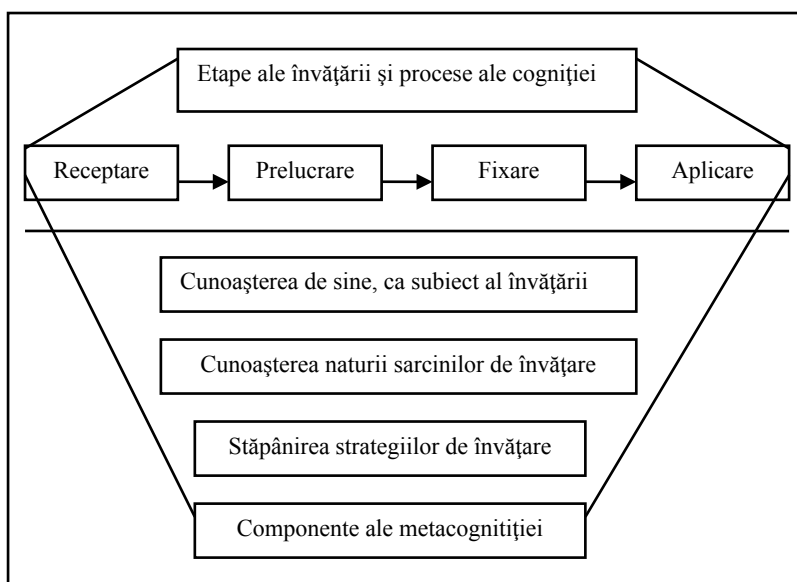 Etape ale învăţării şi procese ale cogniţiei
Receptare Prelucrare Fixare Aplicare
Cunoaşterea de sine, ca subiect al învăţării
Cunoaşterea naturii sarcinilor de învăţare
Stăpânirea strategiilor de învăţare
Componente ale metacognitiţiei